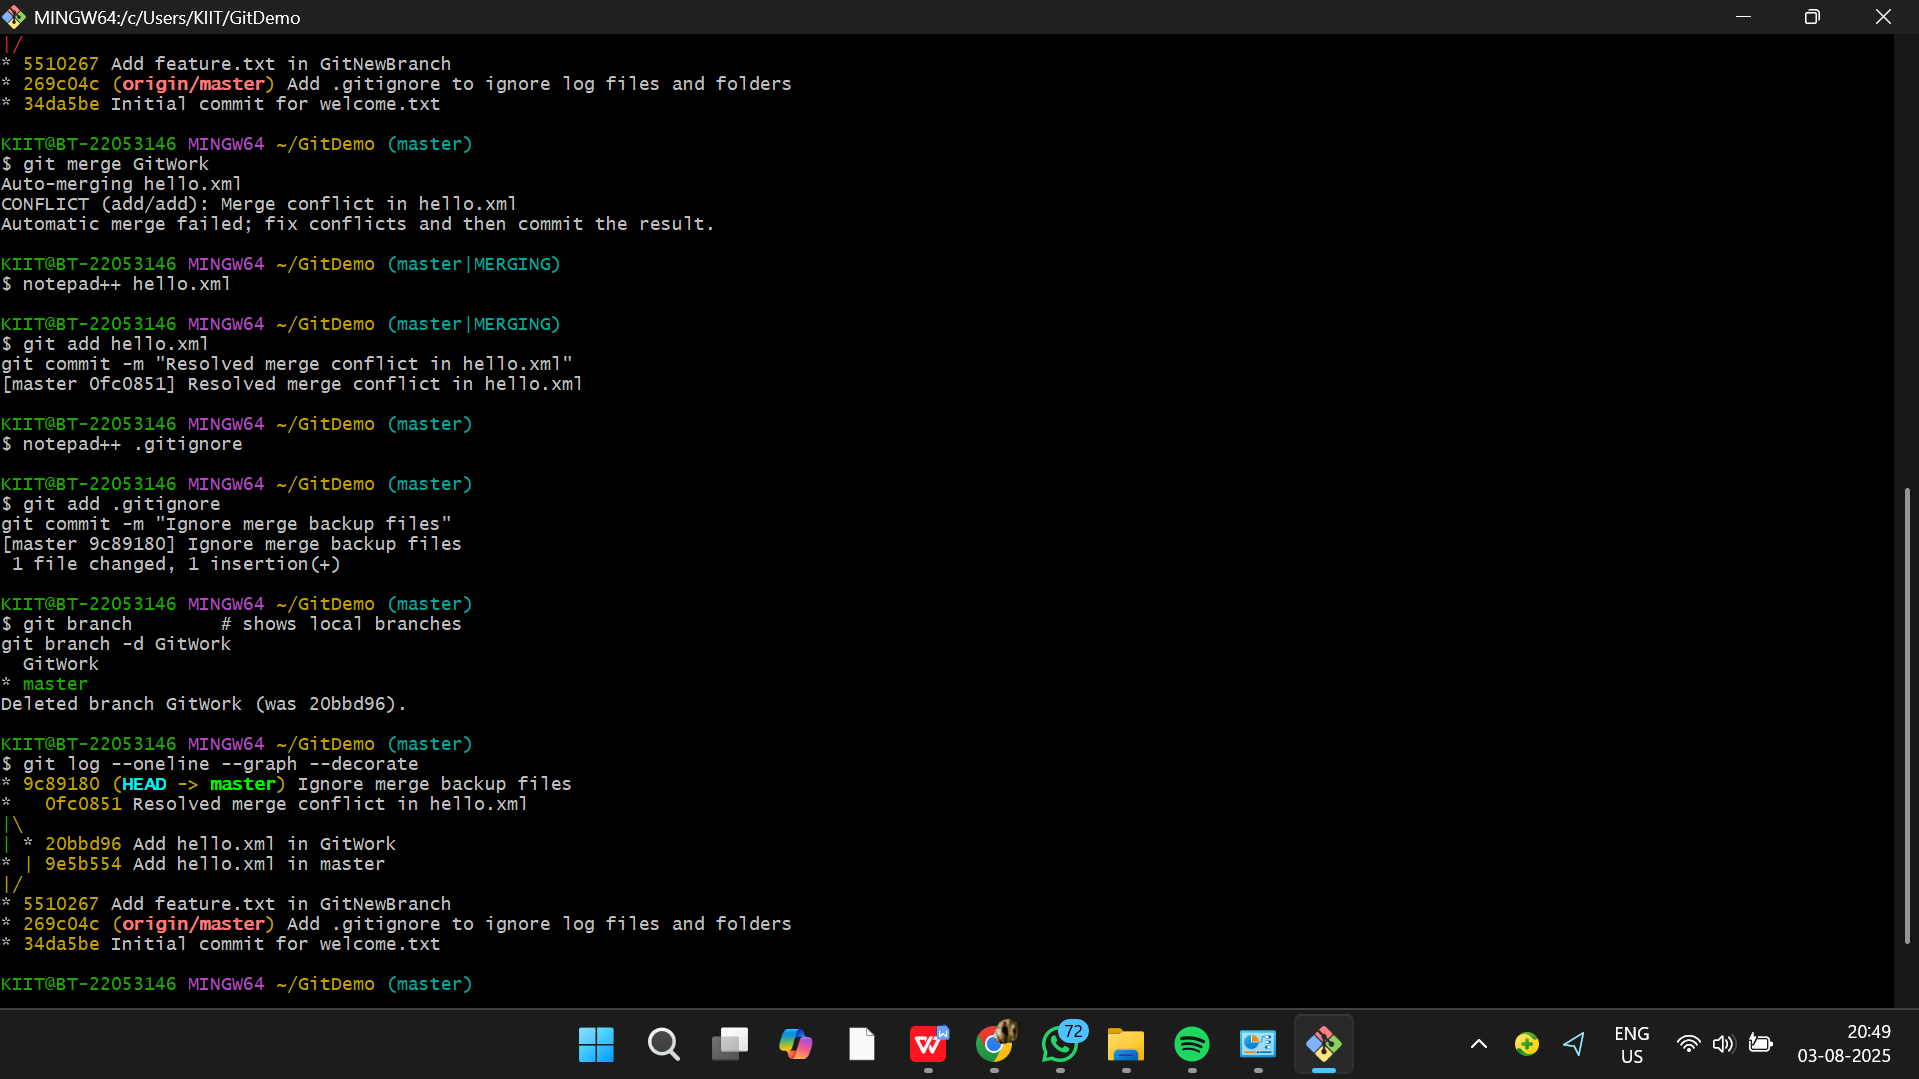 MINGW64:/c/Users/KIIT/GitDemo
|/
* 5510267 Add feature.txt in GitNewBranch
* 269c04c (origin/master) Add .gitignore to ignore log files and folders
* 34da5be Initial commit for welcome.txt
KIIT@BT-22053146 MINGW64 ~/GitDemo (master)
$ git merge GitWork
Auto-merging hello.xml
CONFLICT (add/add): Merge conflict in hello.xml
Automatic merge failed; fix conflicts and then commit the result.
KIIT@BT-22053146 MINGW64 ~/GitDemo (master|MERGING)
$ notepad++ hello.xml
KIIT@BT-22053146 MINGW64 ~/GitDemo (master|MERGING)
$ git add hello.xml
git commit -m "Resolved merge conflict in hello.xml"
[master 0fc0851] Resolved merge conflict in hello.xml
KIIT@BT-22053146 MINGW64 ~/GitDemo (master)
$ notepad++ .gitignore
KIIT@BT-22053146 MINGW64 ~/GitDemo (master)
$ git add .gitignore
git commit -m "Ignore merge backup files"
[master 9c89180] Ignore merge backup files
 1 file changed, 1 insertion(+)
KIIT@BT-22053146 MINGW64 ~/GitDemo (master)
$ git branch        # shows local branches
git branch -d GitWork
  GitWork
* master
Deleted branch GitWork (was 20bbd96).
KIIT@BT-22053146 MINGW64 ~/GitDemo (master)
$ git log --oneline --graph --decorate
* 9c89180 (HEAD -> master) Ignore merge backup files
*   0fc0851 Resolved merge conflict in hello.xml
|\
| * 20bbd96 Add hello.xml in GitWork
* | 9e5b554 Add hello.xml in master
|/
* 5510267 Add feature.txt in GitNewBranch
* 269c04c (origin/master) Add .gitignore to ignore log files and folders
* 34da5be Initial commit for welcome.txt
KIIT@BT-22053146 MINGW64 ~/GitDemo (master)
72
ENG
US
20:49
03-08-2025